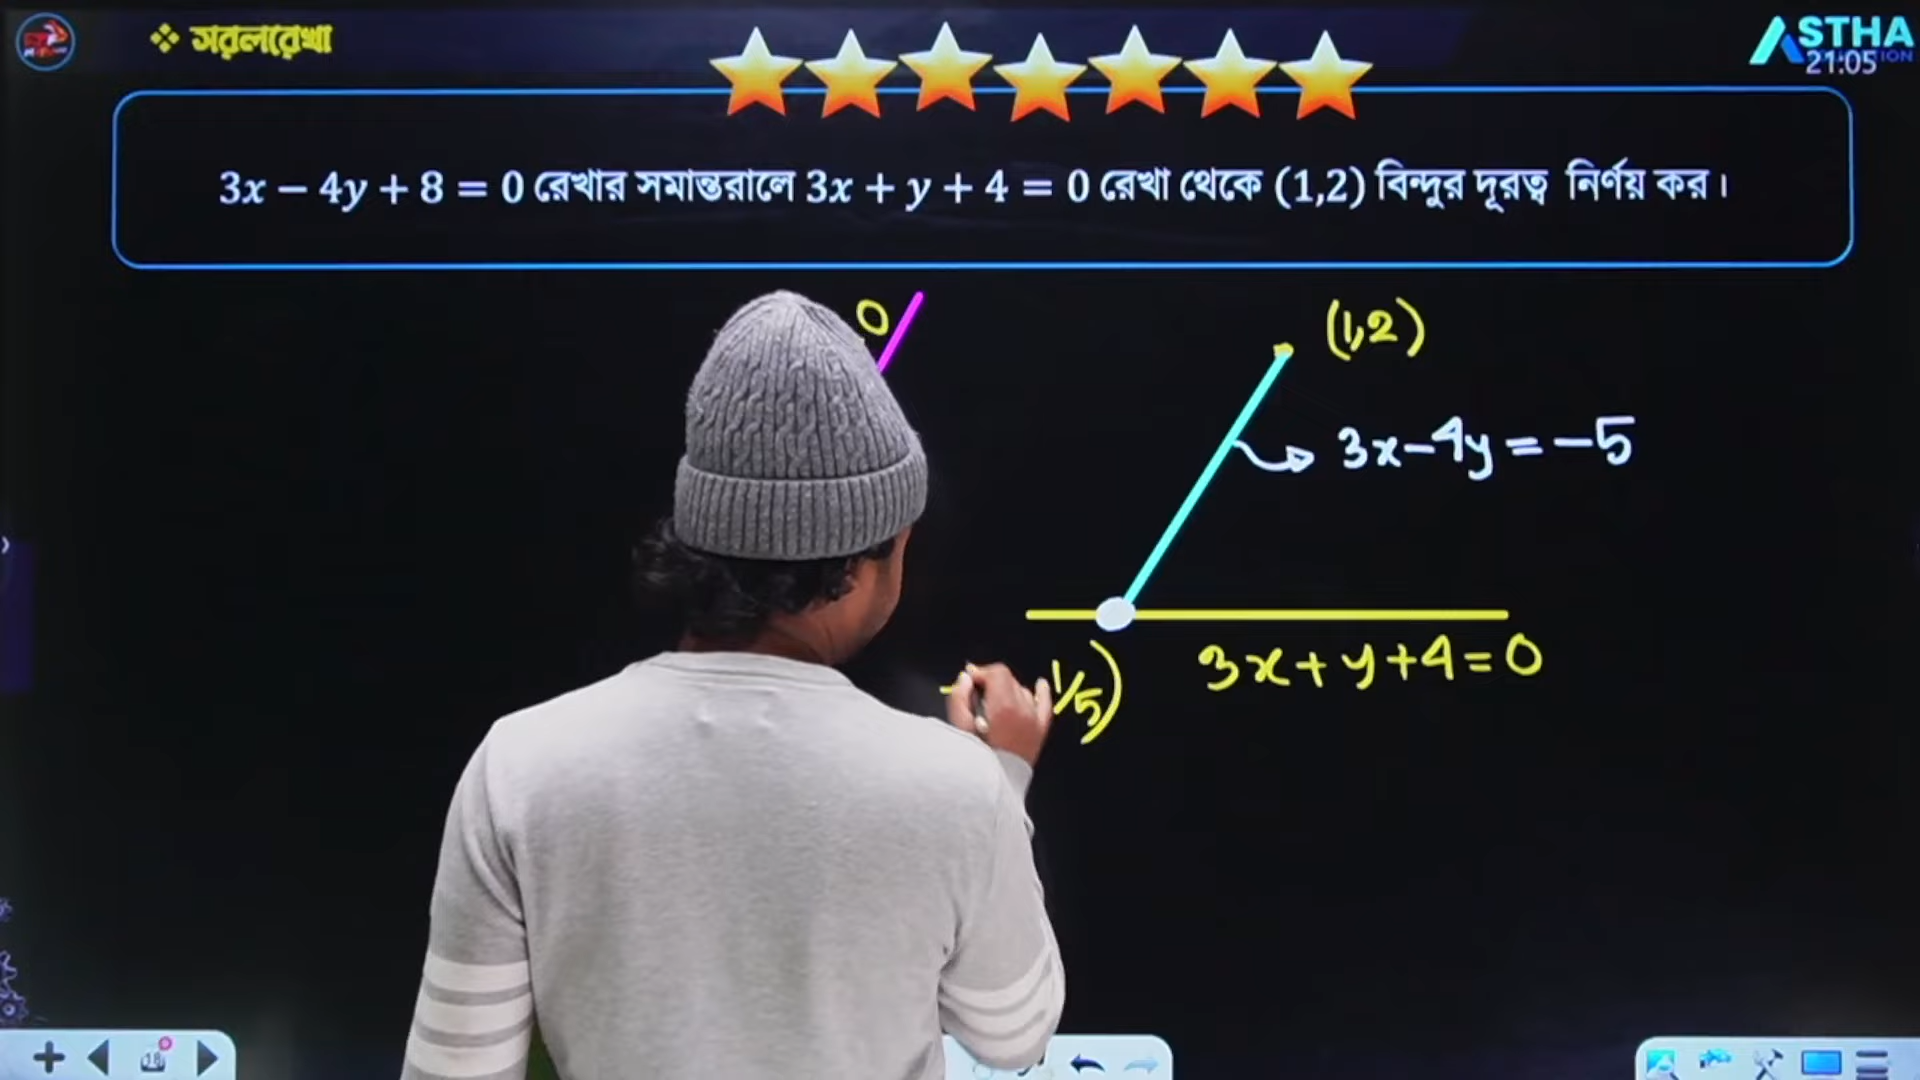 ❖ সরলরেখা
ASTHA
21:05
3x − 4y + 8 = 0 রেখার সমান্তরালে 3x + y + 4 = 0 রেখা থেকে (1,2) বিন্দুর দূরত্ব নির্ণয় কর।
0
(1,2)
3x-4y=-5
3x+y+4=0
1/5)
18